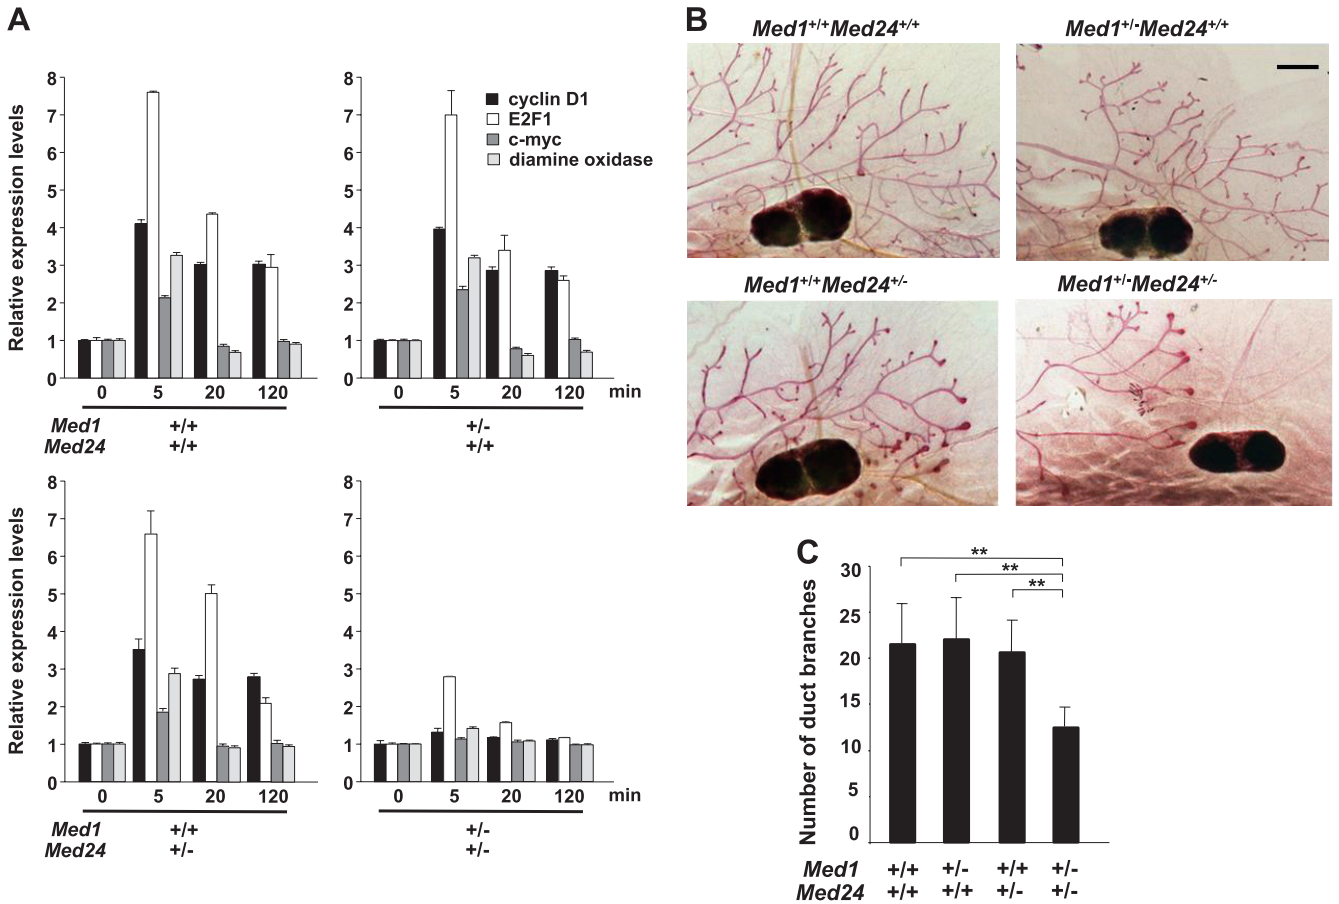 A
Relative expression levels
8
7
6
5
4
3
2
1
0
0 5 20 120
Med1 +/+
Med24 +/+
8
7
6
5
4
3
2
1
0
cyclin D1
E2F1
c-myc
diamine oxidase
0 5 20 120 min
+/-
+/+
Relative expression levels
8
7
6
5
4
3
2
1
0
0 5 20 120
Med1 +/+
Med24 +/-
8
7
6
5
4
3
2
1
0
0 5 20 120 min
+/-
+/-
B
Med1+/+Med24+/+
Med1+/-Med24+/+
Med1+/+Med24+/-
Med1+/-Med24+/-
C
Number of duct branches
30
25
20
15
10
5
0
**
**
**
Med1 +/+ +/- +/+ +/-
Med24 +/+ +/+ +/- +/-